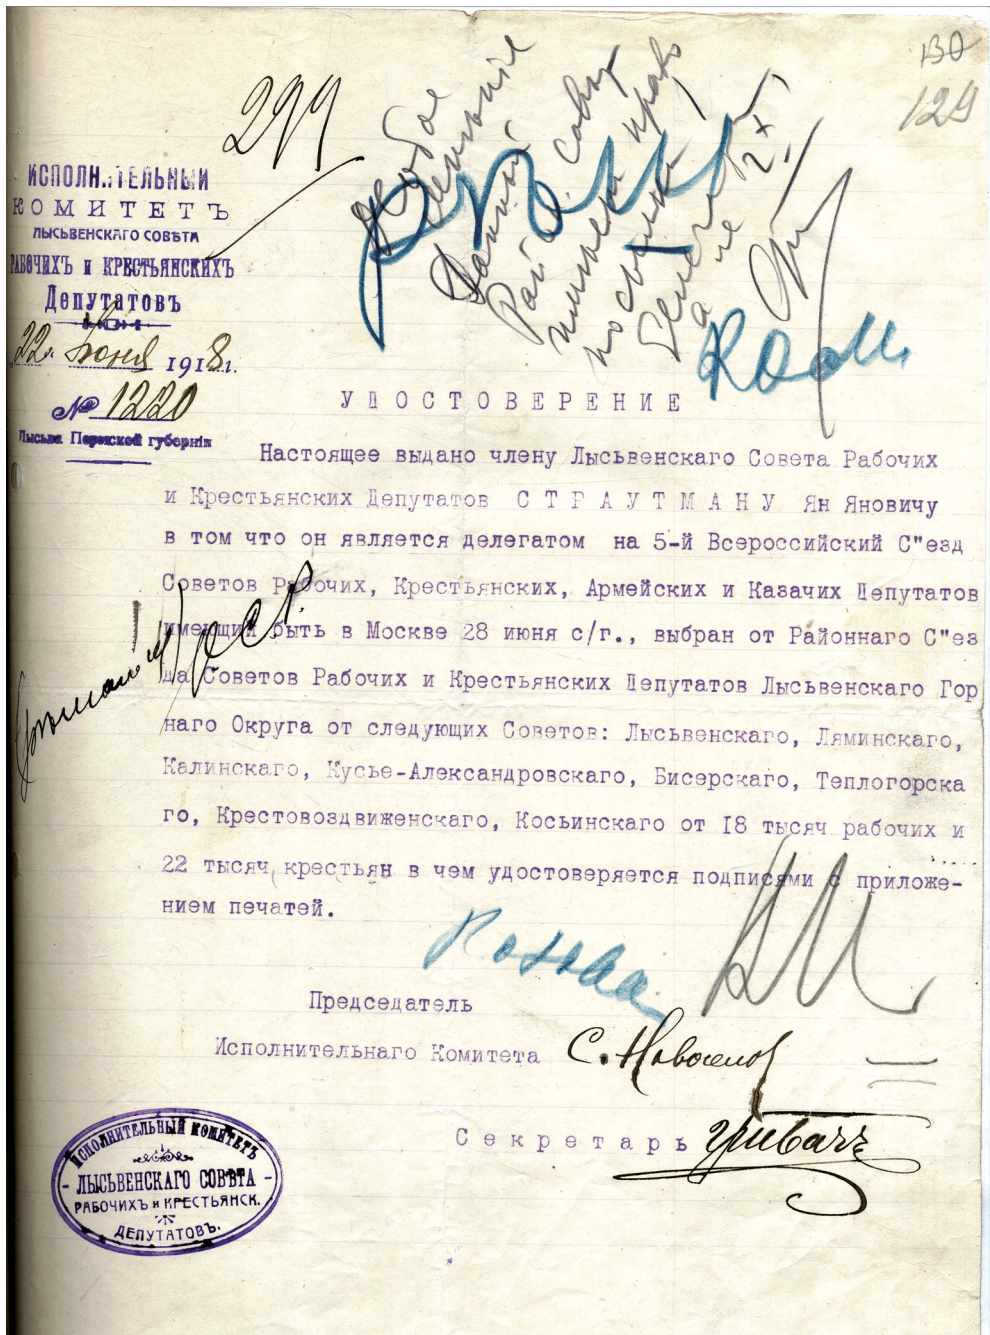 130
129
299
ИСПОЛНИТЕЛЬНЫЙ
КОМИТЕТЪ
ЛЫСЬВЕНСКАГО СОВѢТА
РАБОЧИХЪ и КРЕСТЬЯНСКИХЪ
ДЕПУТАТОВЪ
22 Июня 1918 г.
№ 1220
Лысьва Пермской губерніи
УДОСТОВЕРЕНИЕ
Настоящее выдано члену Лысьвенскаго Совета Рабочих
и Крестьянских Депутатов СТРАУТМАНУ Ян Яновичу
в том что он является делегатом на 5-й Всероссийский С"езд
Советов Рабочих, Крестьянских, Армейских и Казачих Депутатов
имеющий быть в Москве 28 июня с/г., выбран от Районнаго С"ез
да Советов Рабочих и Крестьянских Депутатов Лысьвенскаго Гор
наго Округа от следующих Советов: Лысьвенскаго, Ляминскаго,
Калинскаго, Кусье-Александровскаго, Бисерскаго, Теплогорска
го, Крестовоздвиженскаго, Косьинскаго от 18 тысяч рабочих и
22 тысяч крестьян в чем удостоверяется подписями с приложе-
нием печатей.
Председатель
Исполнительнаго Комитета С. Новоселов
Секретарь
ИСПОЛНИТЕЛЬНЫЙ КОМИТЕТЪ
ЛЫСЬВЕНСКАГО СОВѢТА
РАБОЧИХЪ и КРЕСТЬЯНСК.
ДЕПУТАТОВЪ.